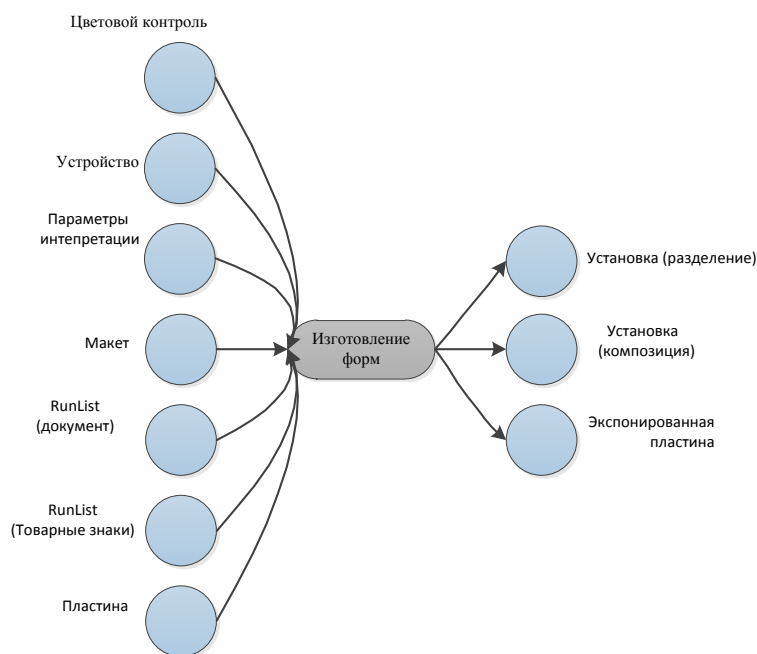 Цветовой контроль
Устройство
Параметры
интепретации
Макет
RunList
(документ)
RunList
(Товарные знаки)
Пластина
Изготовление
форм
Установка (разделение)
Установка
(композиция)
Экспонированная
пластина